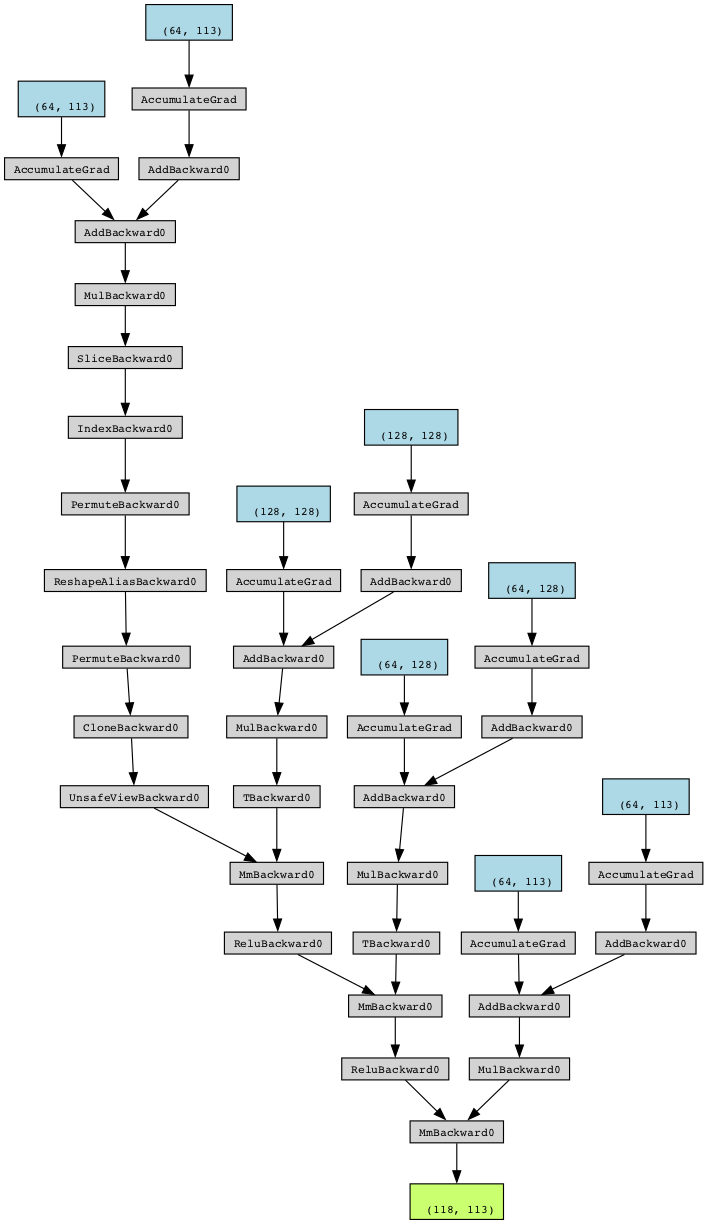 (64, 113)
AccumulateGrad
(64, 113)
AccumulateGrad
AddBackward0
AddBackward0
MulBackward0
SliceBackward0
IndexBackward0
(128, 128)
PermuteBackward0
(128, 128)
AccumulateGrad
ReshapeAliasBackward0
AccumulateGrad
AddBackward0
(64, 128)
PermuteBackward0
AddBackward0
(64, 128)
AccumulateGrad
CloneBackward0
MulBackward0
AccumulateGrad
AddBackward0
UnsafeViewBackward0
TBackward0
AddBackward0
(64, 113)
MmBackward0
MulBackward0
(64, 113)
AccumulateGrad
ReluBackward0
TBackward0
AccumulateGrad
AddBackward0
MmBackward0
AddBackward0
ReluBackward0
MulBackward0
MmBackward0
(118, 113)